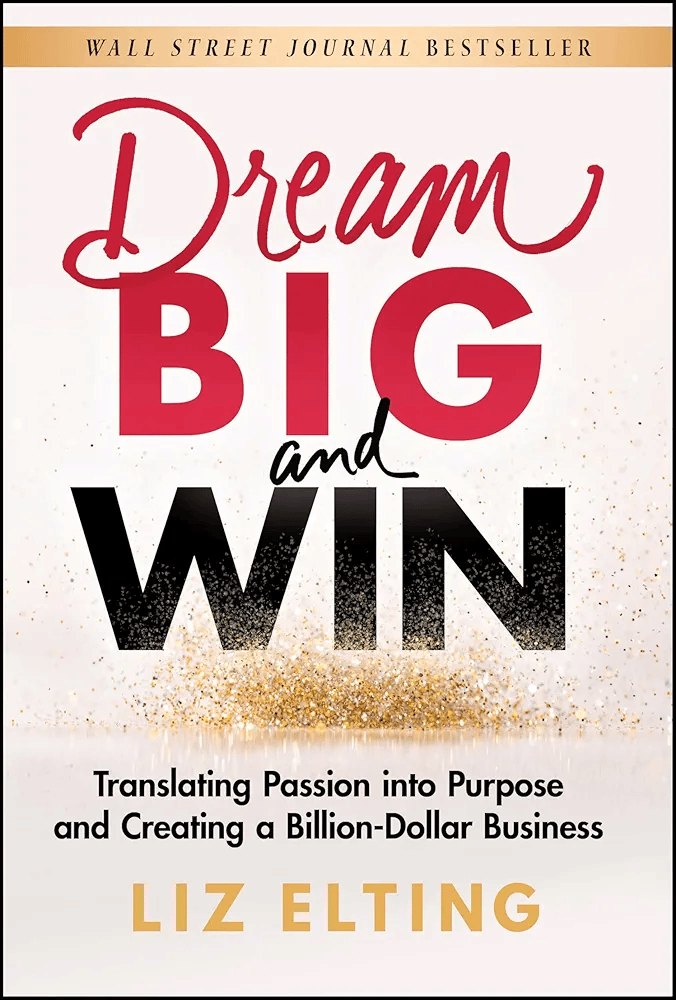 WALL STREET JOURNAL BESTSELLER
Dream
BIG
and
WIN
Translating Passion into Purpose
and Creating a Billion-Dollar Business
LIZ ELTING